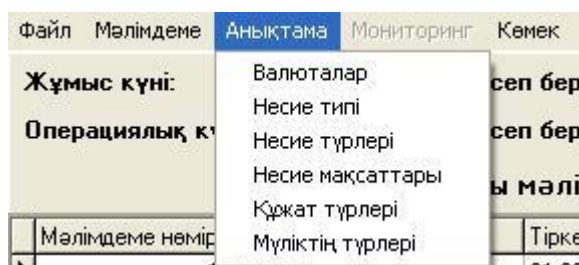 Файл Мәлімдеме Анықтама Мониторинг Көмек
Жұмыс күні:
Валюталар
Несие типі
Несие түрлері
Несие мақсаттары
Құжат түрлері
Мүліктің түрлері
Операциялық
Мәлімдеме